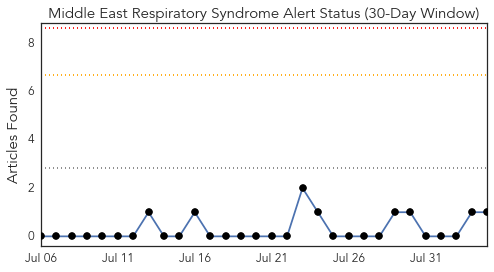 Middle East Respiratory Syndrome Alert Status (30-Day Window)
8
6
4
2
0
Articles Found
Jul 06 Jul 11 Jul 16 Jul 21 Jul 26 Jul 31